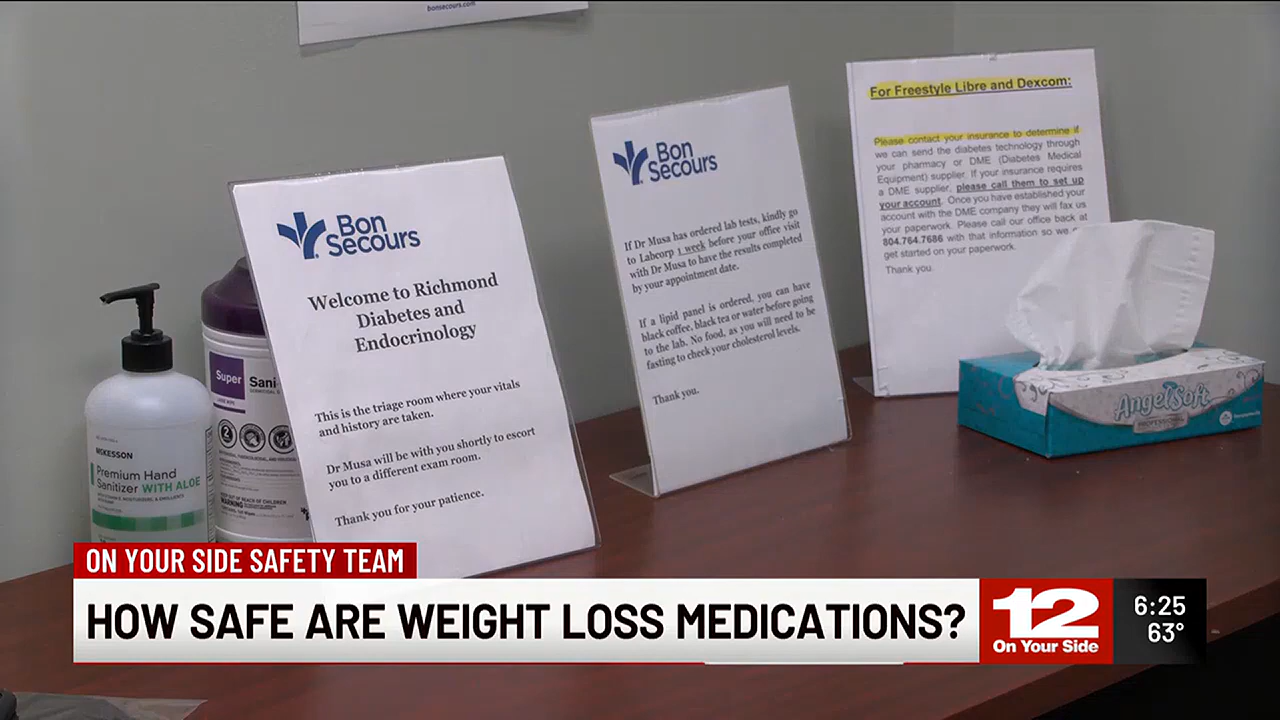 bonsecours.com
Bon
Secours
Welcome to Richmond
Diabetes and
Endocrinology
This is the triage room where your vitals
and history are taken.
Dr Musa will be with you shortly to escort
you to a different exam room.
Thank you for your patience.
Bon
Secours
If Dr Musa has ordered lab tests, kindly go
to Labcorp 1 week before your office visit
with Dr Musa to have the results completed
by your appointment date.
If a lipid panel is ordered, you can have
black coffee, black tea or water before going
to the lab. No food, as you will need to be
fasting to check your cholesterol levels.
Thank you.
For Freestyle Libre and Dexcom:
Please contact your insurance to determine if
we can send the diabetes technology through
your pharmacy or DME (Diabetes Medical
Equipment) supplier. If your insurance requires
a DME supplier, please call them to set up
your account. Once you have established your
account with the DME company they will fax us
your paperwork. Please call our office back at
804.764.7686 with that information so we
get started on your paperwork.
Thank you.
McKESSON
Premium Hand
Sanitizer WITH ALOE
Super Sani-
2
WARNING
Angel Soft
PROFESSIONAL
ON YOUR SIDE SAFETY TEAM
HOW SAFE ARE WEIGHT LOSS MEDICATIONS?
12
On Your Side
6:25
63°